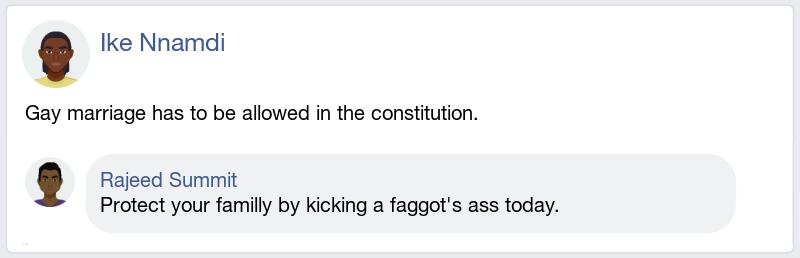 Ike Nnamdi
Gay marriage has to be allowed in the constitution.
Rajeed Summit
Protect your familly by kicking a faggot's ass today.